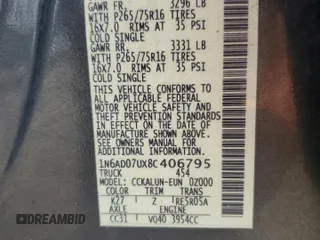 GAWR FR. 3296 LB
WITH P265/75R16 TIRES
16X7.0 RIMS AT 35 PSI
COLD SINGLE
GAWR RR. 3331 LB
WITH P265/75R16 TIRES
16X7.0 RIMS AT 35 PSI
COLD SINGLE
THIS VEHICLE CONFORMS TO
ALL APPLICABLE FEDERAL
MOTOR VEHICLE SAFETY AND
THEFT PREVENTION STANDARDS
IN EFFECT ON THE DATE OF
MANUFACTURE SHOWN ABOVE.
SEE OWNERS MANUAL FOR
ADDITIONAL INFORMATION
1N6AD07UX8C406795
TRUCK 454
MODEL CCKALUN-EUN 0Z000
COLOR TRIM TRANS
K27 Z RE5R05A
AXLE ENGINE
CC31 VQ40 3954CC
DREAMBID